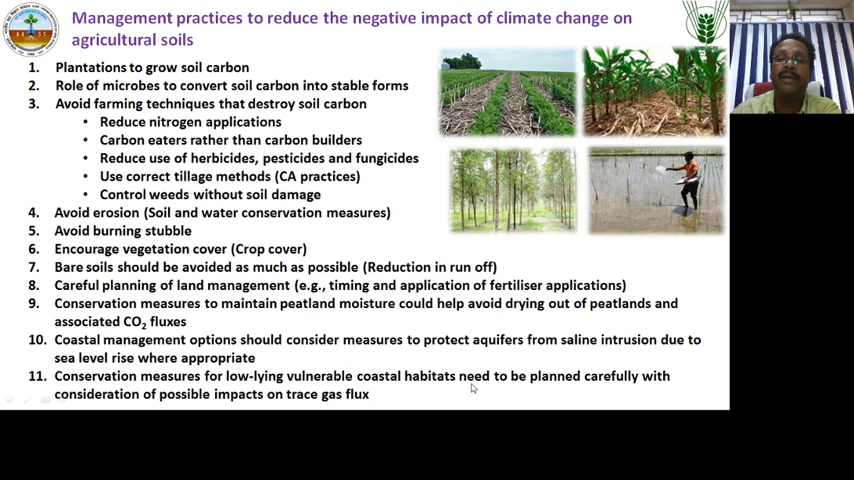 Management practices to reduce the negative impact of climate change on
agricultural soils
1. Plantations to grow soil carbon
2. Role of microbes to convert soil carbon into stable forms
3. Avoid farming techniques that destroy soil carbon
• Reduce nitrogen applications
• Carbon eaters rather than carbon builders
• Reduce use of herbicides, pesticides and fungicides
• Use correct tillage methods (CA practices)
• Control weeds without soil damage
4. Avoid erosion (Soil and water conservation measures)
5. Avoid burning stubble
6. Encourage vegetation cover (Crop cover)
7. Bare soils should be avoided as much as possible (Reduction in run off)
8. Careful planning of land management (e.g., timing and application of fertiliser applications)
9. Conservation measures to maintain peatland moisture could help avoid drying out of peatlands and
associated CO₂ fluxes
10. Coastal management options should consider measures to protect aquifers from saline intrusion due to
sea level rise where appropriate
11. Conservation measures for low-lying vulnerable coastal habitats need to be planned carefully with
consideration of possible impacts on trace gas flux